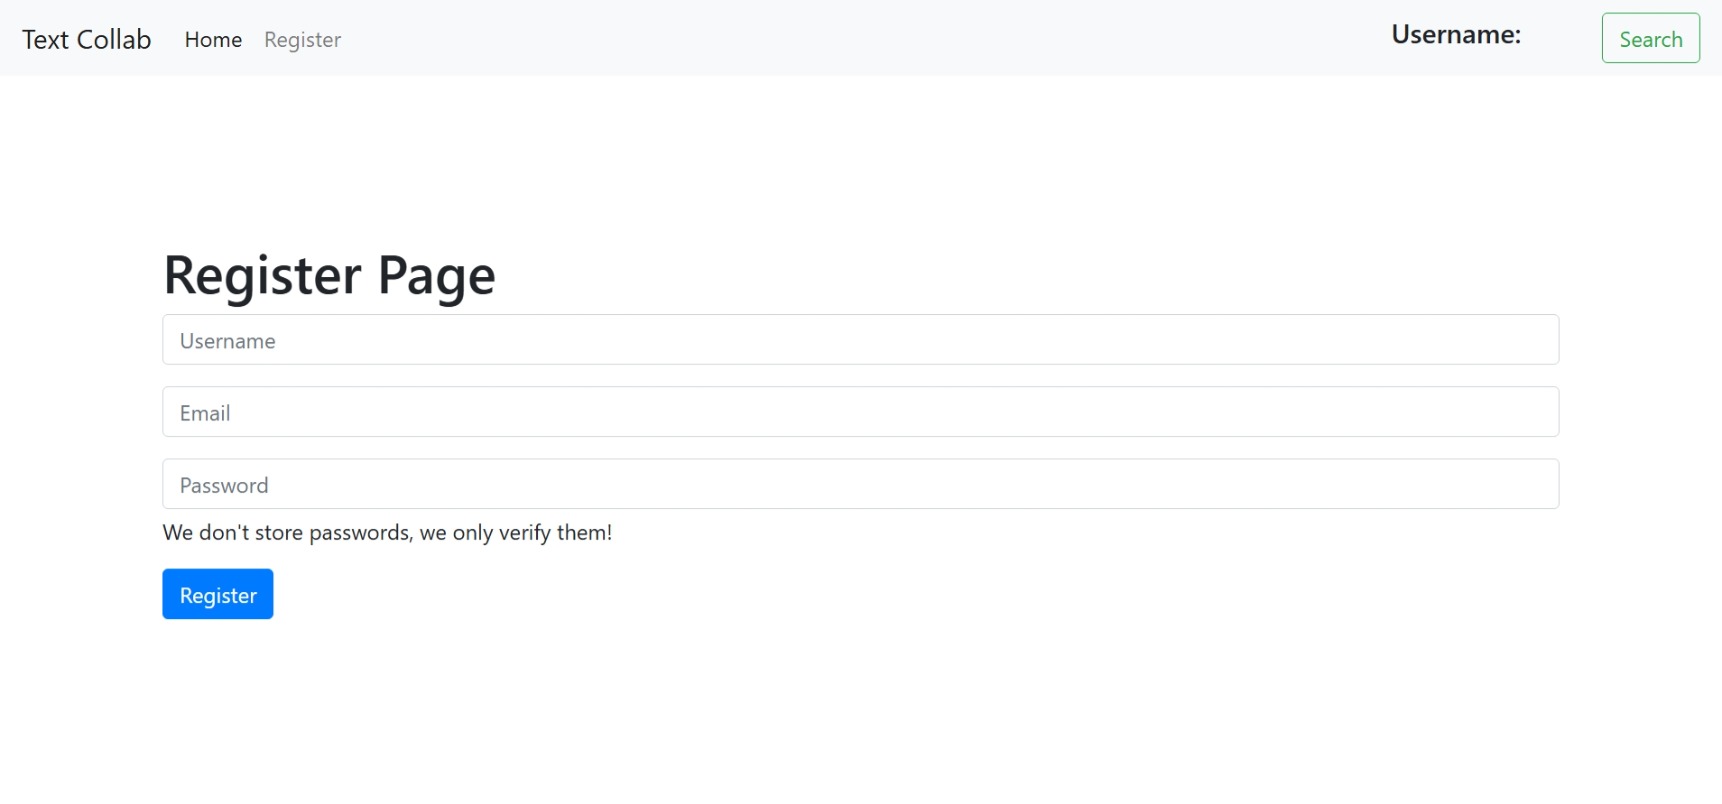 Text Collab Home Register Username: Search
Register Page
Username
Email
Password
We don't store passwords, we only verify them!
Register